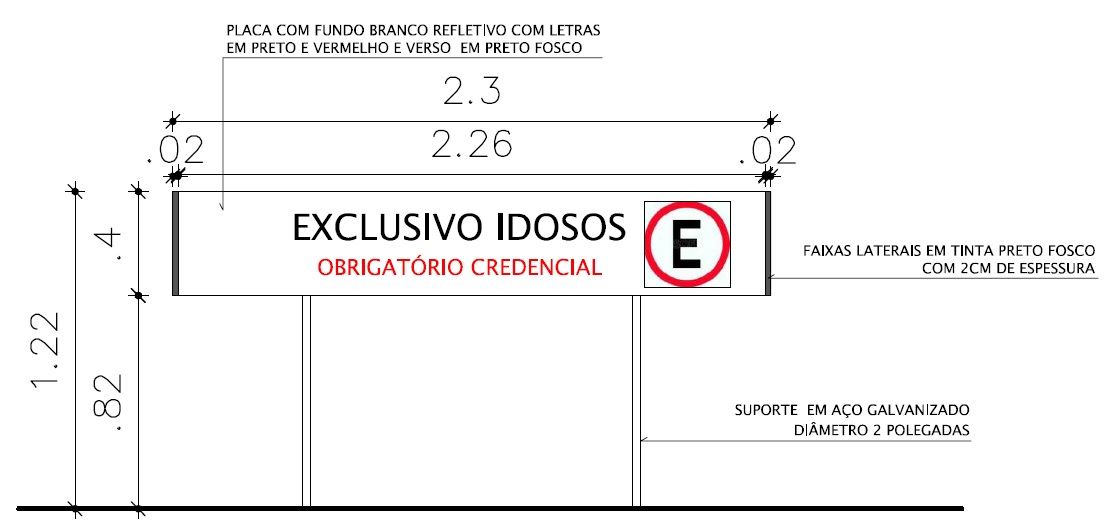 PLACA COM FUNDO BRANCO REFLETIVO COM LETRAS
EM PRETO E VERMELHO E VERSO EM PRETO FOSCO
2.3
.02
2.26
.02
EXCLUSIVO IDOSOS
OBRIGATÓRIO CREDENCIAL
E
.4
1.22
.82
FAIXAS LATERAIS EM TINTA PRETO FOSCO
COM 2CM DE ESPESSURA
SUPORTE EM AÇO GALVANIZADO
DIÂMETRO 2 POLEGADAS